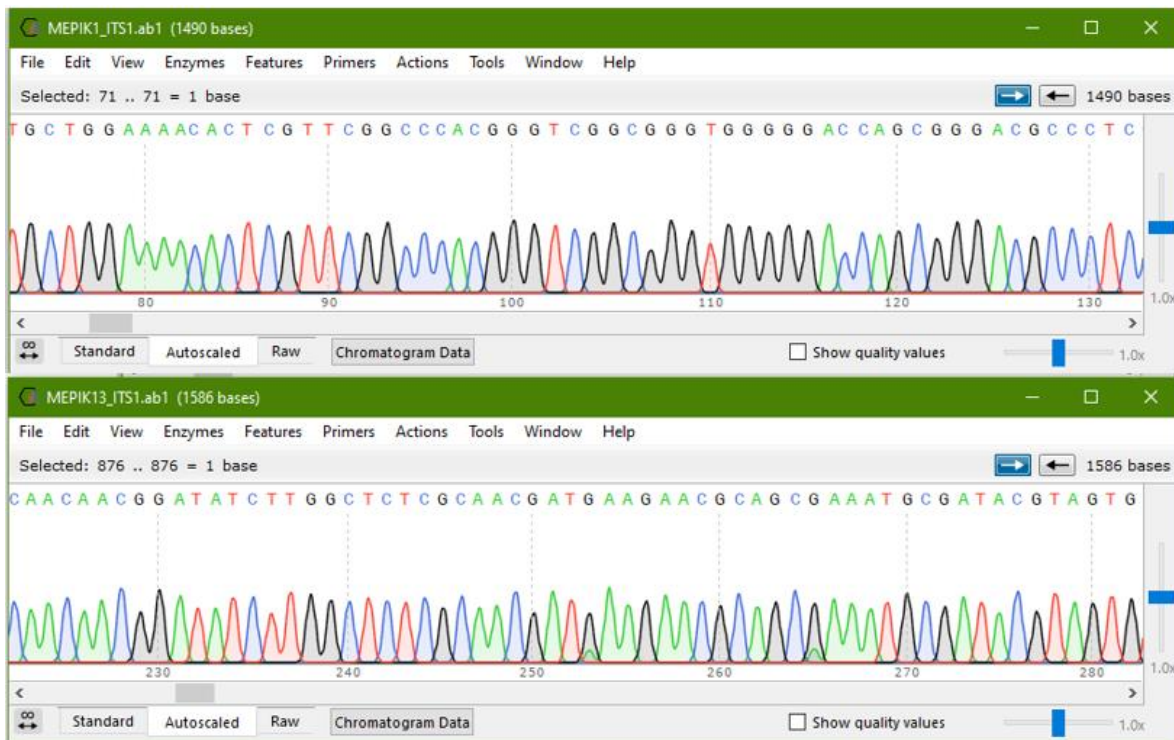 MEPIK1_ITS1.ab1 (1490 bases)
File Edit View Enzymes Features Primers Actions Tools Window Help
Selected: 71 .. 71 = 1 base 1490 bases
T G C T G G A A A A C A C T C G T T C G G C C C A C G G G T C G G C G G G T G G G G G A C C A G C G G G A C G C C C T C
80 90 100 110 120 130
1.0x
Standard Autoscaled Raw Chromatogram Data Show quality values 1.0x
MEPIK13_ITS1.ab1 (1586 bases)
File Edit View Enzymes Features Primers Actions Tools Window Help
Selected: 876 .. 876 = 1 base 1586 bases
C A A C A A C G G A T A T C T T G G C T C T C G C A A C G A T G A A G A A C G C A G C G A A A T G C G A T A C G T A G T G
230 240 250 260 270 280
1.0x
Standard Autoscaled Raw Chromatogram Data Show quality values 1.0x